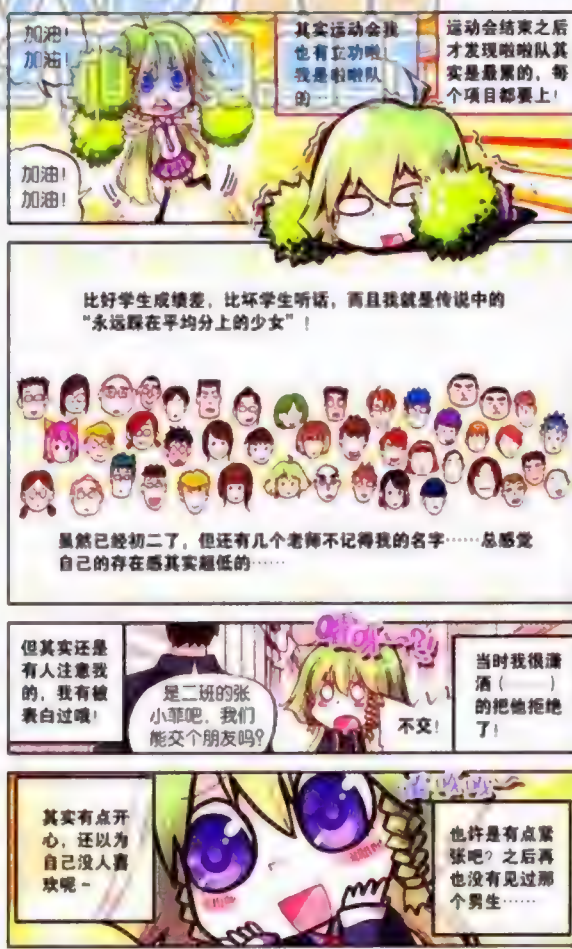 加油!
加油!
加油!
加油!
其实运动会我
也有立功啦!
我是啦啦队
的…
运动会结束之后
才发现啦啦队其
实是最累的，每
个项目都要上!
比好学生成绩差，比坏学生听话，而且我就是传说中的
“永远踩在平均分上的少女”!
虽然已经初二了，但还有几个老师不记得我的名字……总感觉
自己的存在感其实超低的……
但其实还是
有人注意我
的，我有被
表白过哦!
是二班的张
小菲吧，我们
能交个朋友吗?
不交!
当时我很潇
洒(——)
的把他拒绝
了!
其实有点开
心，还以为
自己没人喜
欢呢~
也许是有点紧
张吧?之后再
也没有见过那
个男生……